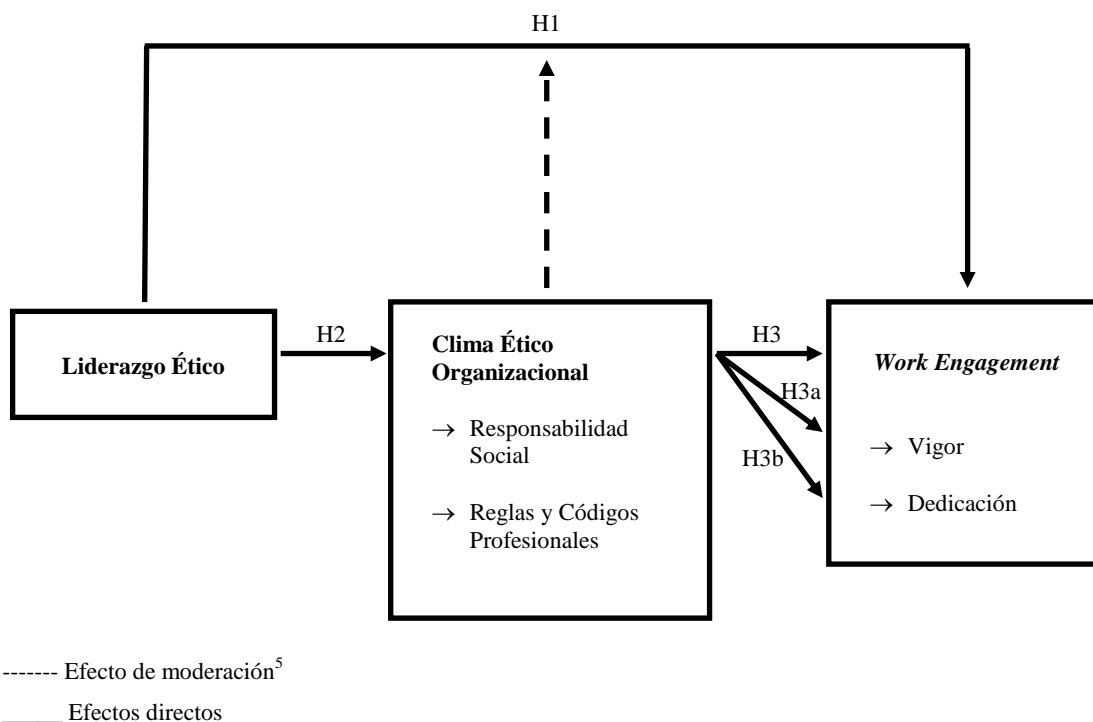 H1
Liderazgo Ético
H2
Clima Ético
Organizacional
→ Responsabilidad
Social
→ Reglas y Códigos
Profesionales
H3
H3a
H3b
Work Engagement
→ Vigor
→ Dedicación
------- Efecto de moderación⁵
______ Efectos directos